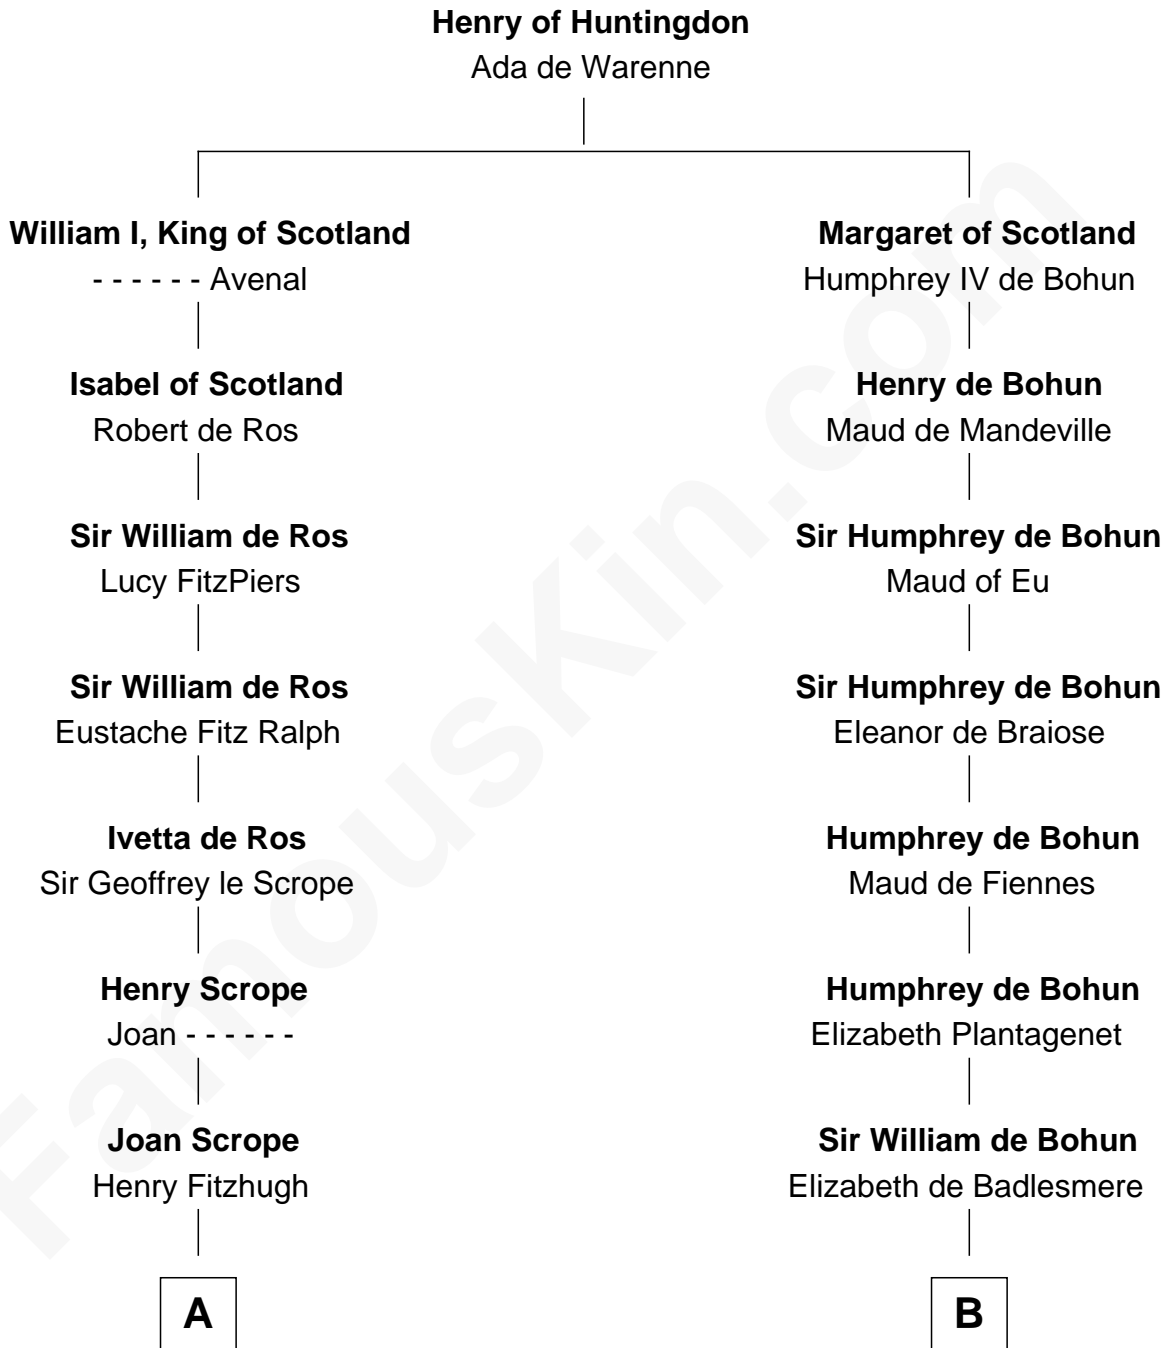 Henry of Huntingdon
Ada de Warenne
William I, King of Scotland
- - - - - - Avenal
Isabel of Scotland
Robert de Ros
Sir William de Ros
Lucy FitzPiers
Sir William de Ros
Eustache Fitz Ralph
Ivetta de Ros
Sir Geoffrey le Scrope
Henry Scrope
Joan - - - - - -
Joan Scrope
Henry Fitzhugh
A
Margaret of Scotland
Humphrey IV de Bohun
Henry de Bohun
Maud de Mandeville
Sir Humphrey de Bohun
Maud of Eu
Sir Humphrey de Bohun
Eleanor de Braiose
Humphrey de Bohun
Maud de Fiennes
Humphrey de Bohun
Elizabeth Plantagenet
Sir William de Bohun
Elizabeth de Badlesmere
B
FamousKin.com